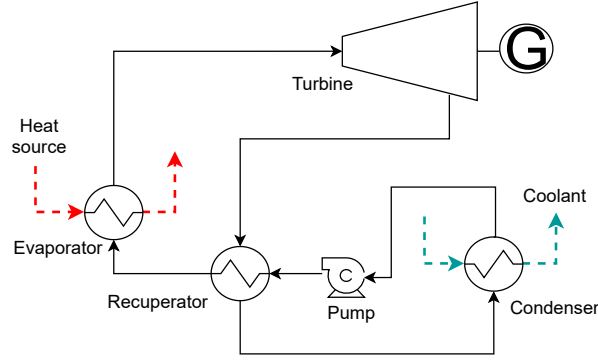 G
Turbine
Heat
source
Coolant
Evaporator
C
Recuperator
Condenser
Pump